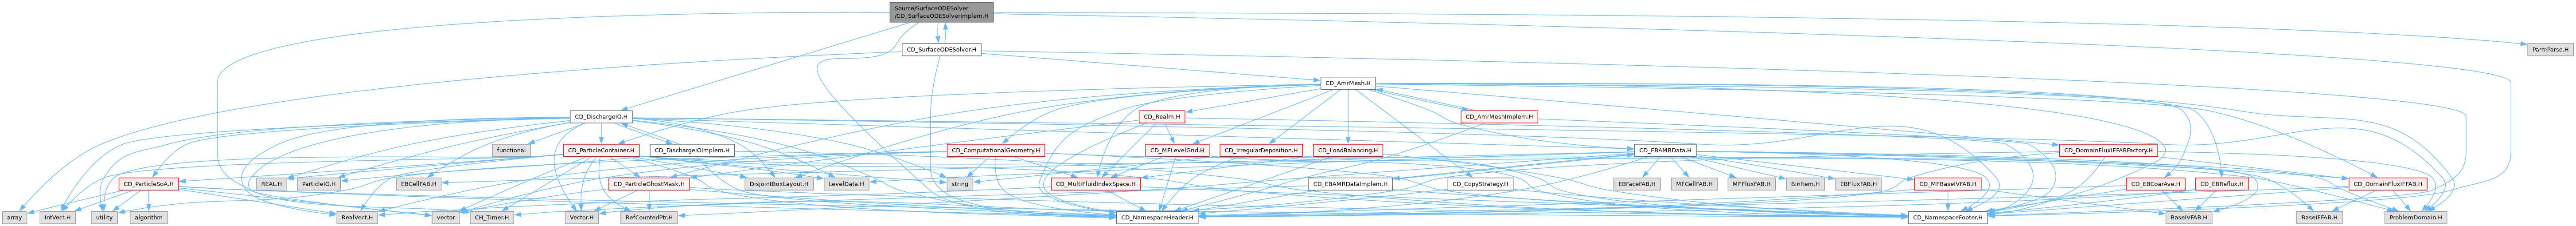 Source/SurfaceODESolver
/CD_SurfaceODESolverImplem.H
CD_SurfaceODESolver.H
ParmParse.H
CD_AmrMesh.H
CD_DischargeIO.H
CD_Realm.H
CD_AmrMeshImplem.H
functional
CD_ParticleContainer.H
CD_DischargeIOImplem.H
CD_ComputationalGeometry.H
CD_MFLevelGrid.H
CD_IrregularDeposition.H
CD_LoadBalancing.H
CD_EBAMRData.H
CD_DomainFluxIFFABFactory.H
CD_ParticleSoA.H
REAL.H
ParticleIO.H
EBCellFAB.H
CD_ParticleGhostMask.H
DisjointBoxLayout.H
LevelData.H
string
CD_MultiFluidIndexSpace.H
CD_EBAMRDataImplem.H
CD_CopyStrategy.H
EBFaceFAB.H
MFCellFAB.H
MFFluxFAB.H
BinItem.H
EBFluxFAB.H
CD_MFBaseIVFAB.H
CD_EBCoarAve.H
CD_EBReflux.H
CD_DomainFluxIFFAB.H
array
IntVect.H
utility
algorithm
RealVect.H
vector
CH_Timer.H
Vector.H
RefCountedPtr.H
CD_NamespaceHeader.H
CD_NamespaceFooter.H
BaseIVFAB.H
BaseIFFAB.H
ProblemDomain.H